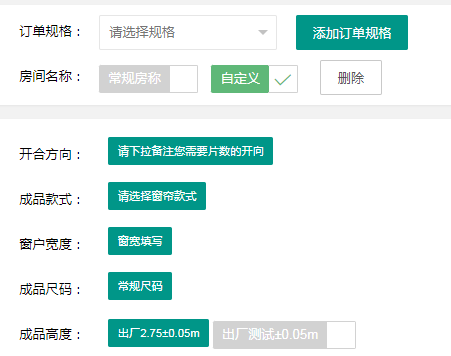 订单规格： 请选择规格 添加订单规格
房间名称： 常规房称 自定义 删除
开合方向： 请下拉备注您需要片数的开向
成品款式： 请选择窗帘款式
窗户宽度： 窗宽填写
成品尺码： 常规尺码
成品高度： 出厂2.75±0.05m 出厂测试±0.05m